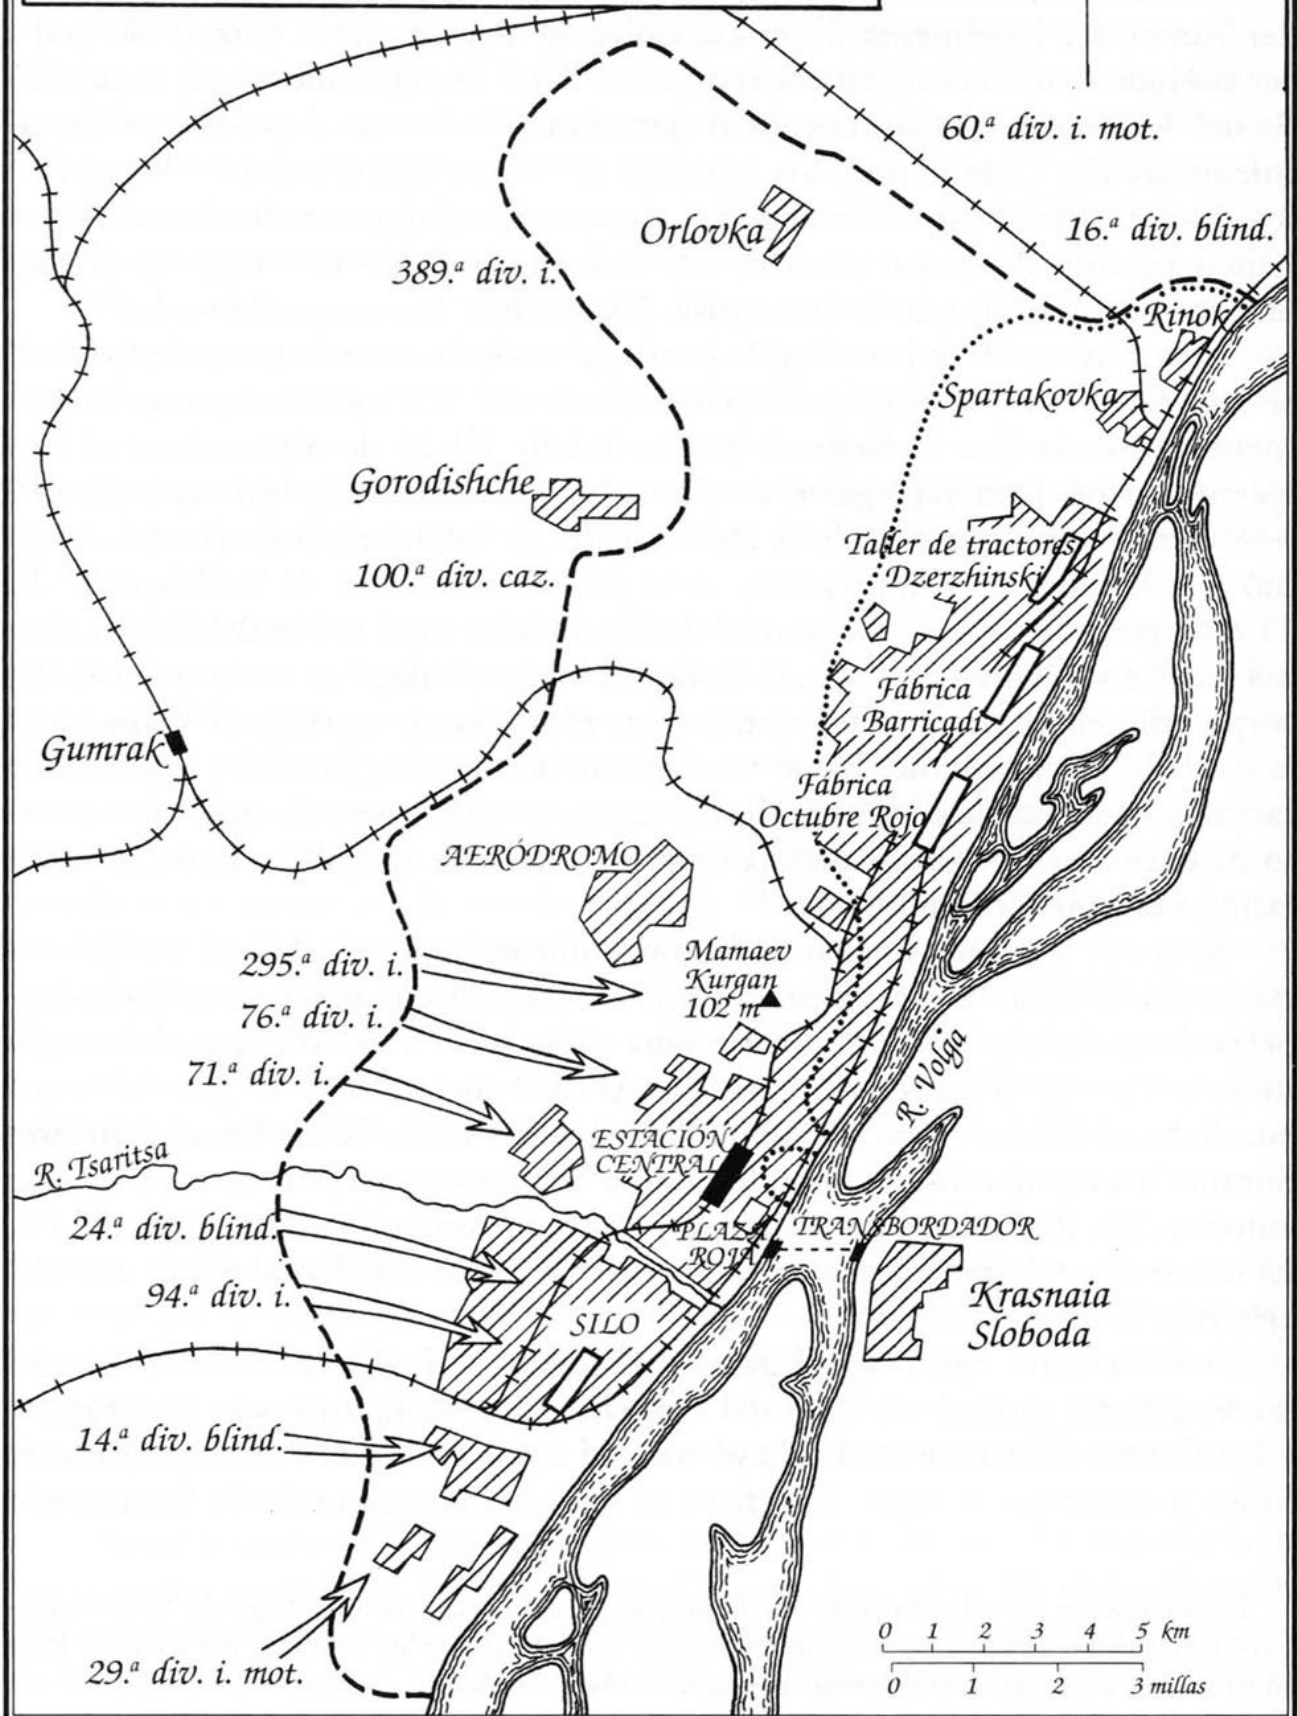 60.ª div. i. mot.
16.ª div. blind.
Orlovka
389.ª div. i.
Rinok
Spartakovka
Gorodishche
Taller de tractores
Dzerzhinski
100.ª div. caz.
Fábrica
Barricadi
Gumrak
Fábrica
Octubre Rojo
AERÓDROMO
295.ª div. i.
Mamaev
Kurgan
102 m
76.ª div. i.
71.ª div. i.
R. Volga
ESTACIÓN
CENTRAL
R. Tsaritsa
24.ª div. blind.
PLAZA
ROJA
TRANSBORDADOR
94.ª div. i.
SILO
Krasnaia
Sloboda
14.ª div. blind.
29.ª div. i. mot.
0 1 2 3 4 5 km
0 1 2 3 millas